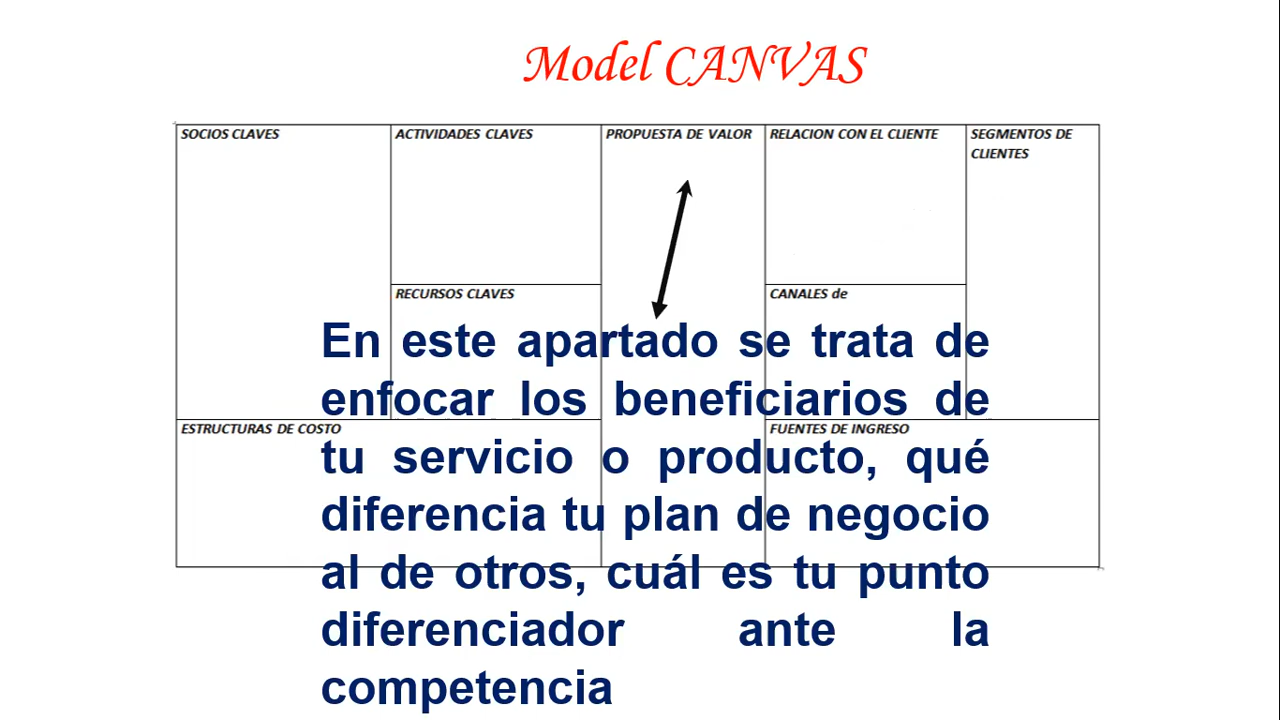 Model CANVAS
SOCIOS CLAVES
ACTIVIDADES CLAVES
PROPUESTA DE VALOR
RELACION CON EL CLIENTE
SEGMENTOS DE
CLIENTES
RECURSOS CLAVES
CANALES de
En este apartado se trata de
enfocar los beneficiarios de
ESTRUCTURAS DE COSTO
FUENTES DE INGRESO
tu servicio o producto, qué
diferencia tu plan de negocio
al de otros, cuál es tu punto
diferenciador ante la
competencia